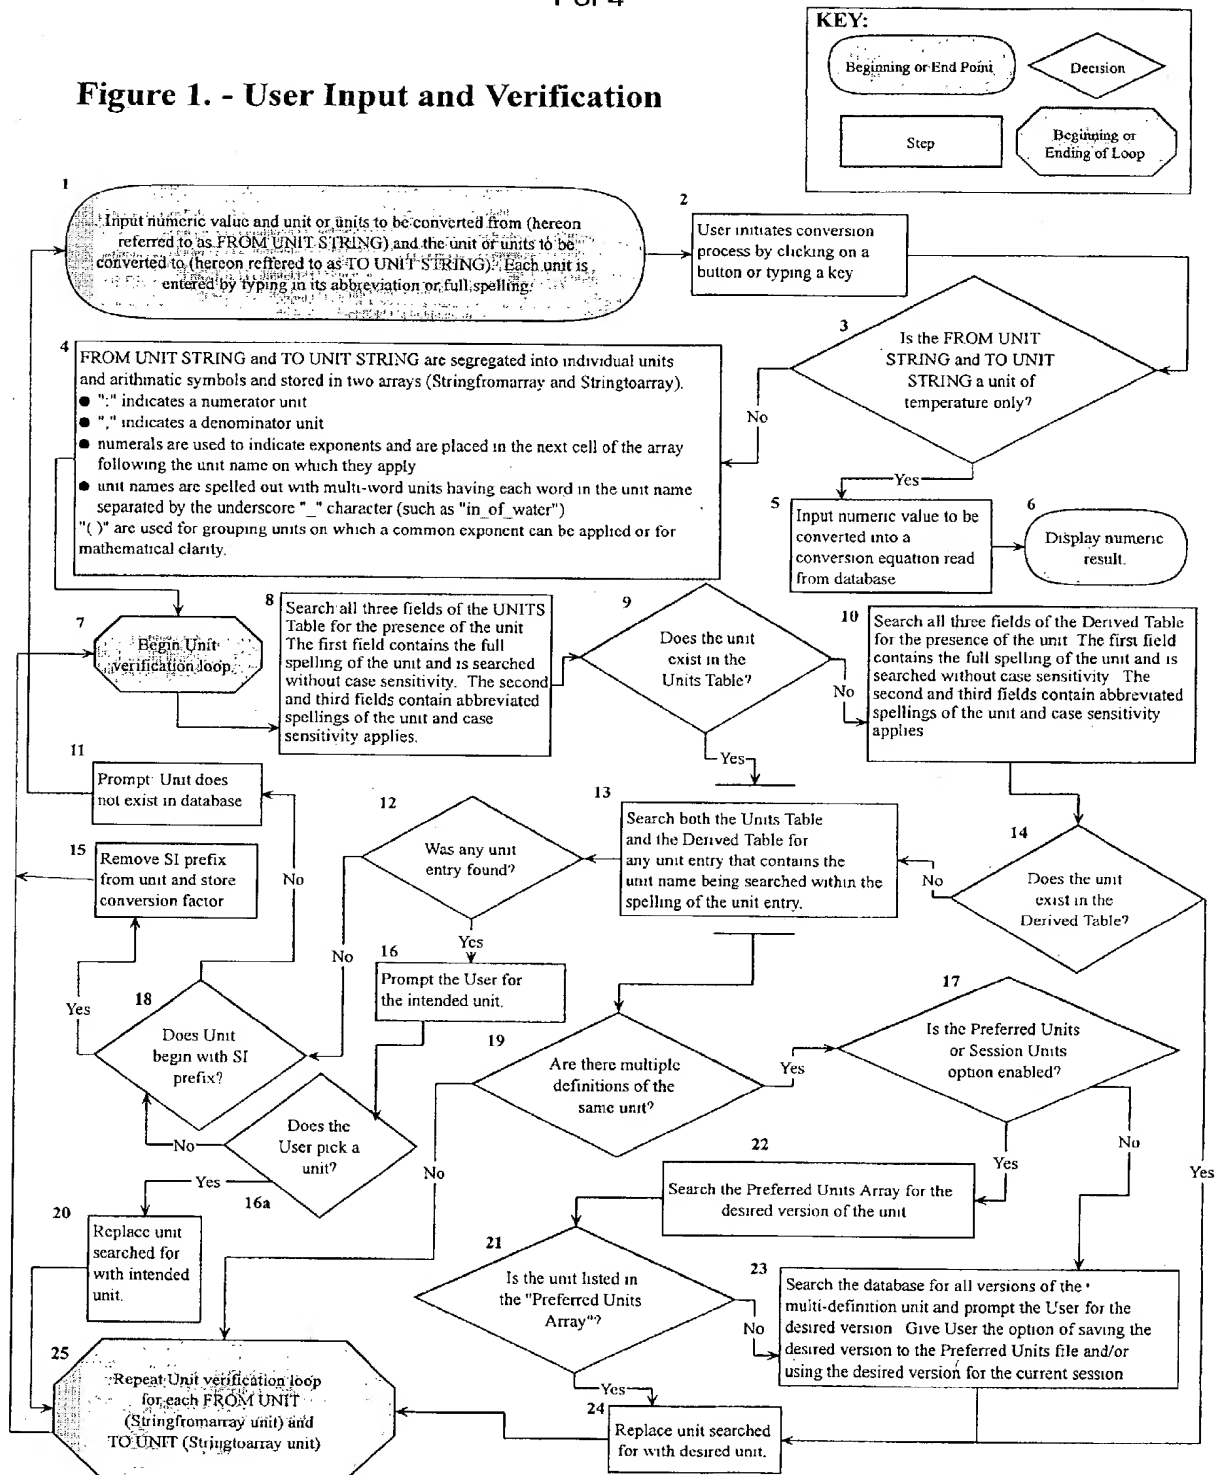 1 of 4
KEY:
Beginning or End Point
Decision
Step
Beginning or
Ending of Loop
Figure 1. - User Input and Verification
1
Input numeric value and unit or units to be converted from (hereon
referred to as FROM UNIT STRING) and the unit or units to be
converted to (hereon reffered to as TO UNIT STRING). Each unit is
entered by typing in its abbreviation or full spelling.
2
User initiates conversion
process by clicking on a
button or typing a key
3
Is the FROM UNIT
STRING and TO UNIT
STRING a unit of
temperature only?
No
Yes
4
FROM UNIT STRING and TO UNIT STRING are segregated into individual units
and arithmatic symbols and stored in two arrays (Stringfromarray and Stringtoarray).
● ":" indicates a numerator unit
● "," indicates a denominator unit
● numerals are used to indicate exponents and are placed in the next cell of the array
following the unit name on which they apply
● unit names are spelled out with multi-word units having each word in the unit name
separated by the underscore "_" character (such as "in_of_water")
"( )" are used for grouping units on which a common exponent can be applied or for
mathematical clarity.
5
Input numeric value to be
converted into a
conversion equation read
from database
6
Display numeric
result.
7
Begin Unit
verification loop.
8
Search all three fields of the UNITS
Table for the presence of the unit
The first field contains the full
spelling of the unit and is searched
without case sensitivity. The second
and third fields contain abbreviated
spellings of the unit and case
sensitivity applies.
9
Does the unit
exist in the
Units Table?
No
Yes
10
Search all three fields of the Derived Table
for the presence of the unit The first field
contains the full spelling of the unit and is
searched without case sensitivity The
second and third fields contain abbreviated
spellings of the unit and case sensitivity
applies
11
Prompt Unit does
not exist in database
12
Was any unit
entry found?
No
Yes
13
Search both the Units Table
and the Derived Table for
any unit entry that contains the
unit name being searched within the
spelling of the unit entry.
14
Does the unit
exist in the
Derived Table?
No
Yes
15
Remove SI prefix
from unit and store
conversion factor
No
16
Prompt the User for
the intended unit.
17
Is the Preferred Units
or Session Units
option enabled?
Yes
No
18
Does Unit
begin with SI
prefix?
Yes
19
Are there multiple
definitions of the
same unit?
Yes
No
Does the
User pick a
unit?
No
Yes
16a
20
Replace unit
searched for
with intended
unit.
22
Search the Preferred Units Array for the
desired version of the unit
21
Is the unit listed in
the "Preferred Units
Array"?
No
Yes
23
Search the database for all versions of the
multi-definition unit and prompt the User for the
desired version Give User the option of saving the
desired version to the Preferred Units file and/or
using the desired version for the current session
24
Replace unit searched
for with desired unit.
25
Repeat Unit verification loop
for each FROM UNIT
(Stringfromarray unit) and
TO UNIT (Stringtoarray unit)